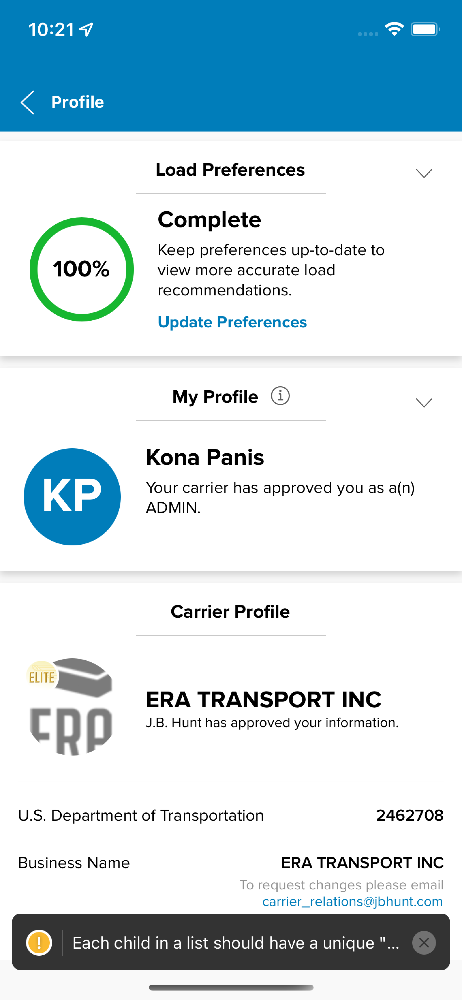 10:21
Profile
Load Preferences
100%
Complete
Keep preferences up-to-date to
view more accurate load
recommendations.
Update Preferences
My Profile
KP
Kona Panis
Your carrier has approved you as a(n)
ADMIN.
Carrier Profile
ELITE
ERA
ERA TRANSPORT INC
J.B. Hunt has approved your information.
U.S. Department of Transportation 2462708
Business Name ERA TRANSPORT INC
To request changes please email
carrier_relations@jbhunt.com
! Each child in a list should have a unique "...